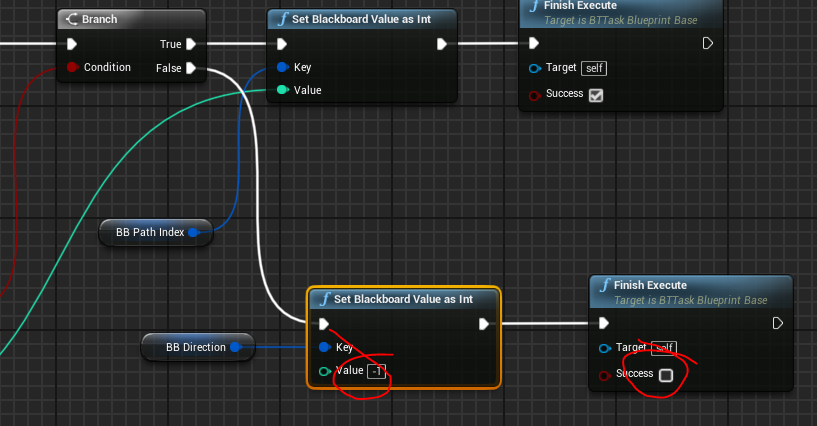 Branch
True
Condition
False
Set Blackboard Value as Int
Key
Value
Finish Execute
Target is BTTask Blueprint Base
Target self
Success
BB Path Index
BB Direction
Set Blackboard Value as Int
Key
Value -1
Finish Execute
Target is BTTask Blueprint Base
Target self
Success